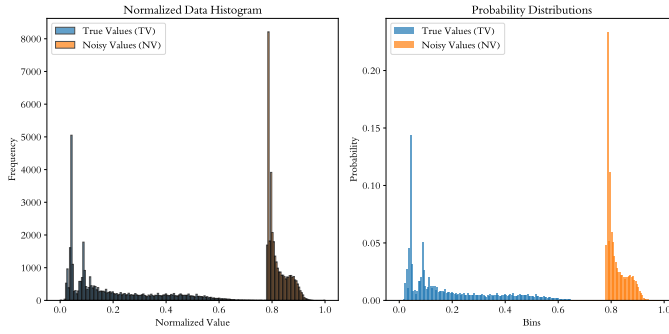 Normalized Data Histogram
True Values (TV)
Noisy Values (NV)
8000
7000
6000
5000
4000
3000
2000
1000
0
Frequency
0.0 0.2 0.4 0.6 0.8 1.0
Normalized Value
Probability Distributions
True Values (TV)
Noisy Values (NV)
0.20
0.15
0.10
0.05
0.00
Probability
0.0 0.2 0.4 0.6 0.8 1.0
Bins